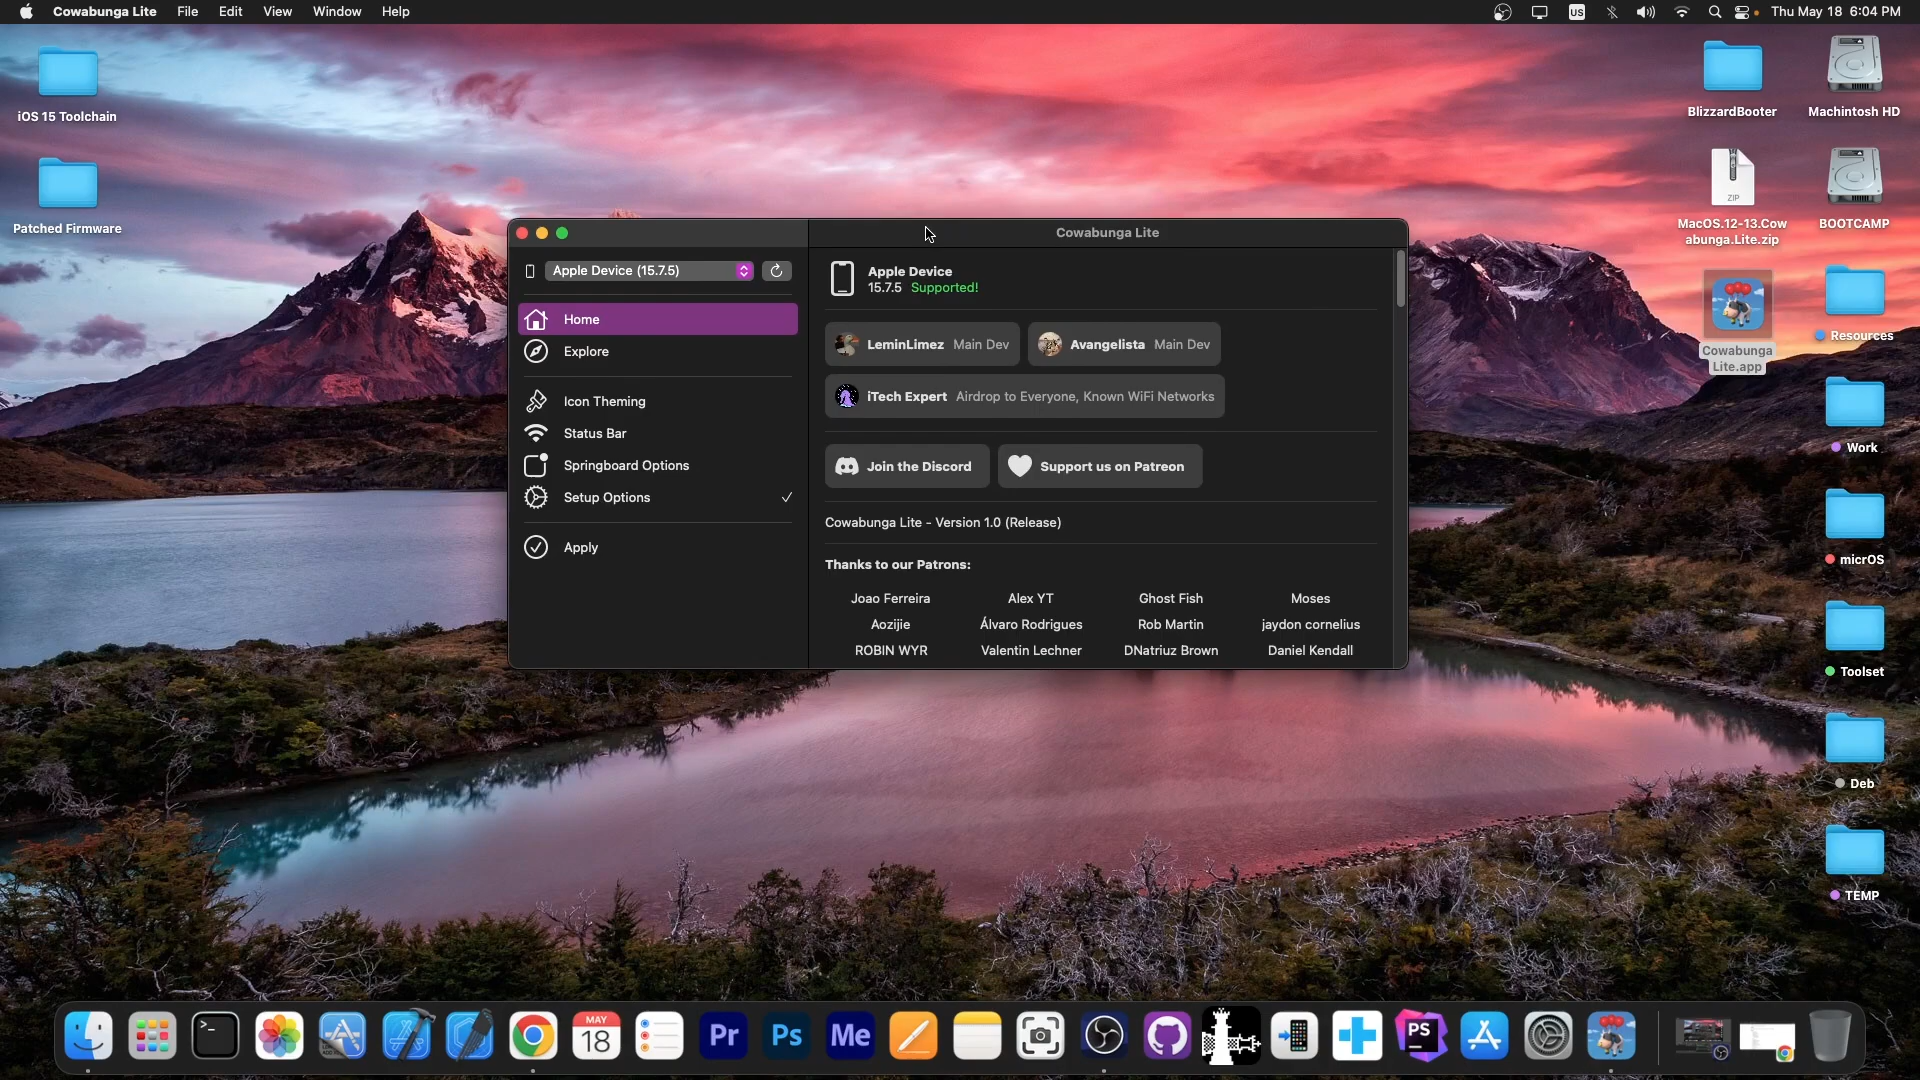 Cowabunga Lite File Edit View Window Help
US Thu May 18 6:04 PM
iOS 15 Toolchain
Patched Firmware
BlizzardBooter
Machintosh HD
ZIP
MacOS.12-13.Cow
abunga.Lite.zip
BOOTCAMP
Cowabunga
Lite.app
Resources
Work
micrOS
Toolset
Deb
TEMP
Cowabunga Lite
Apple Device (15.7.5)
Home
Explore
Icon Theming
Status Bar
Springboard Options
Setup Options
Apply
Apple Device
15.7.5 Supported!
LeminLimez Main Dev
Avangelista Main Dev
iTech Expert Airdrop to Everyone, Known WiFi Networks
Join the Discord
Support us on Patreon
Cowabunga Lite - Version 1.0 (Release)
Thanks to our Patrons:
Joao Ferreira Alex YT Ghost Fish Moses
Aozijie Álvaro Rodrigues Rob Martin jaydon cornelius
ROBIN WYR Valentin Lechner DNatriuz Brown Daniel Kendall
>_
MAY
18
Pr
Ps
Me
PS